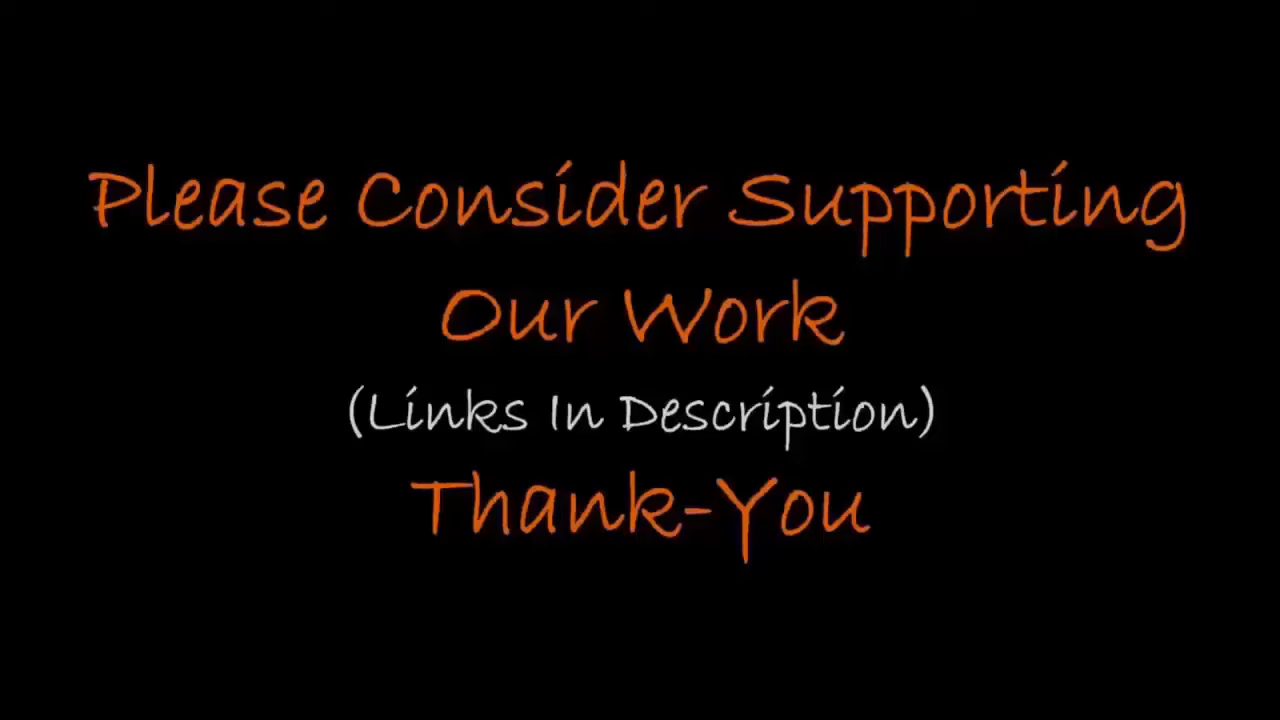 Please Consider Supporting
Our Work
(Links In Description)
Thank-You